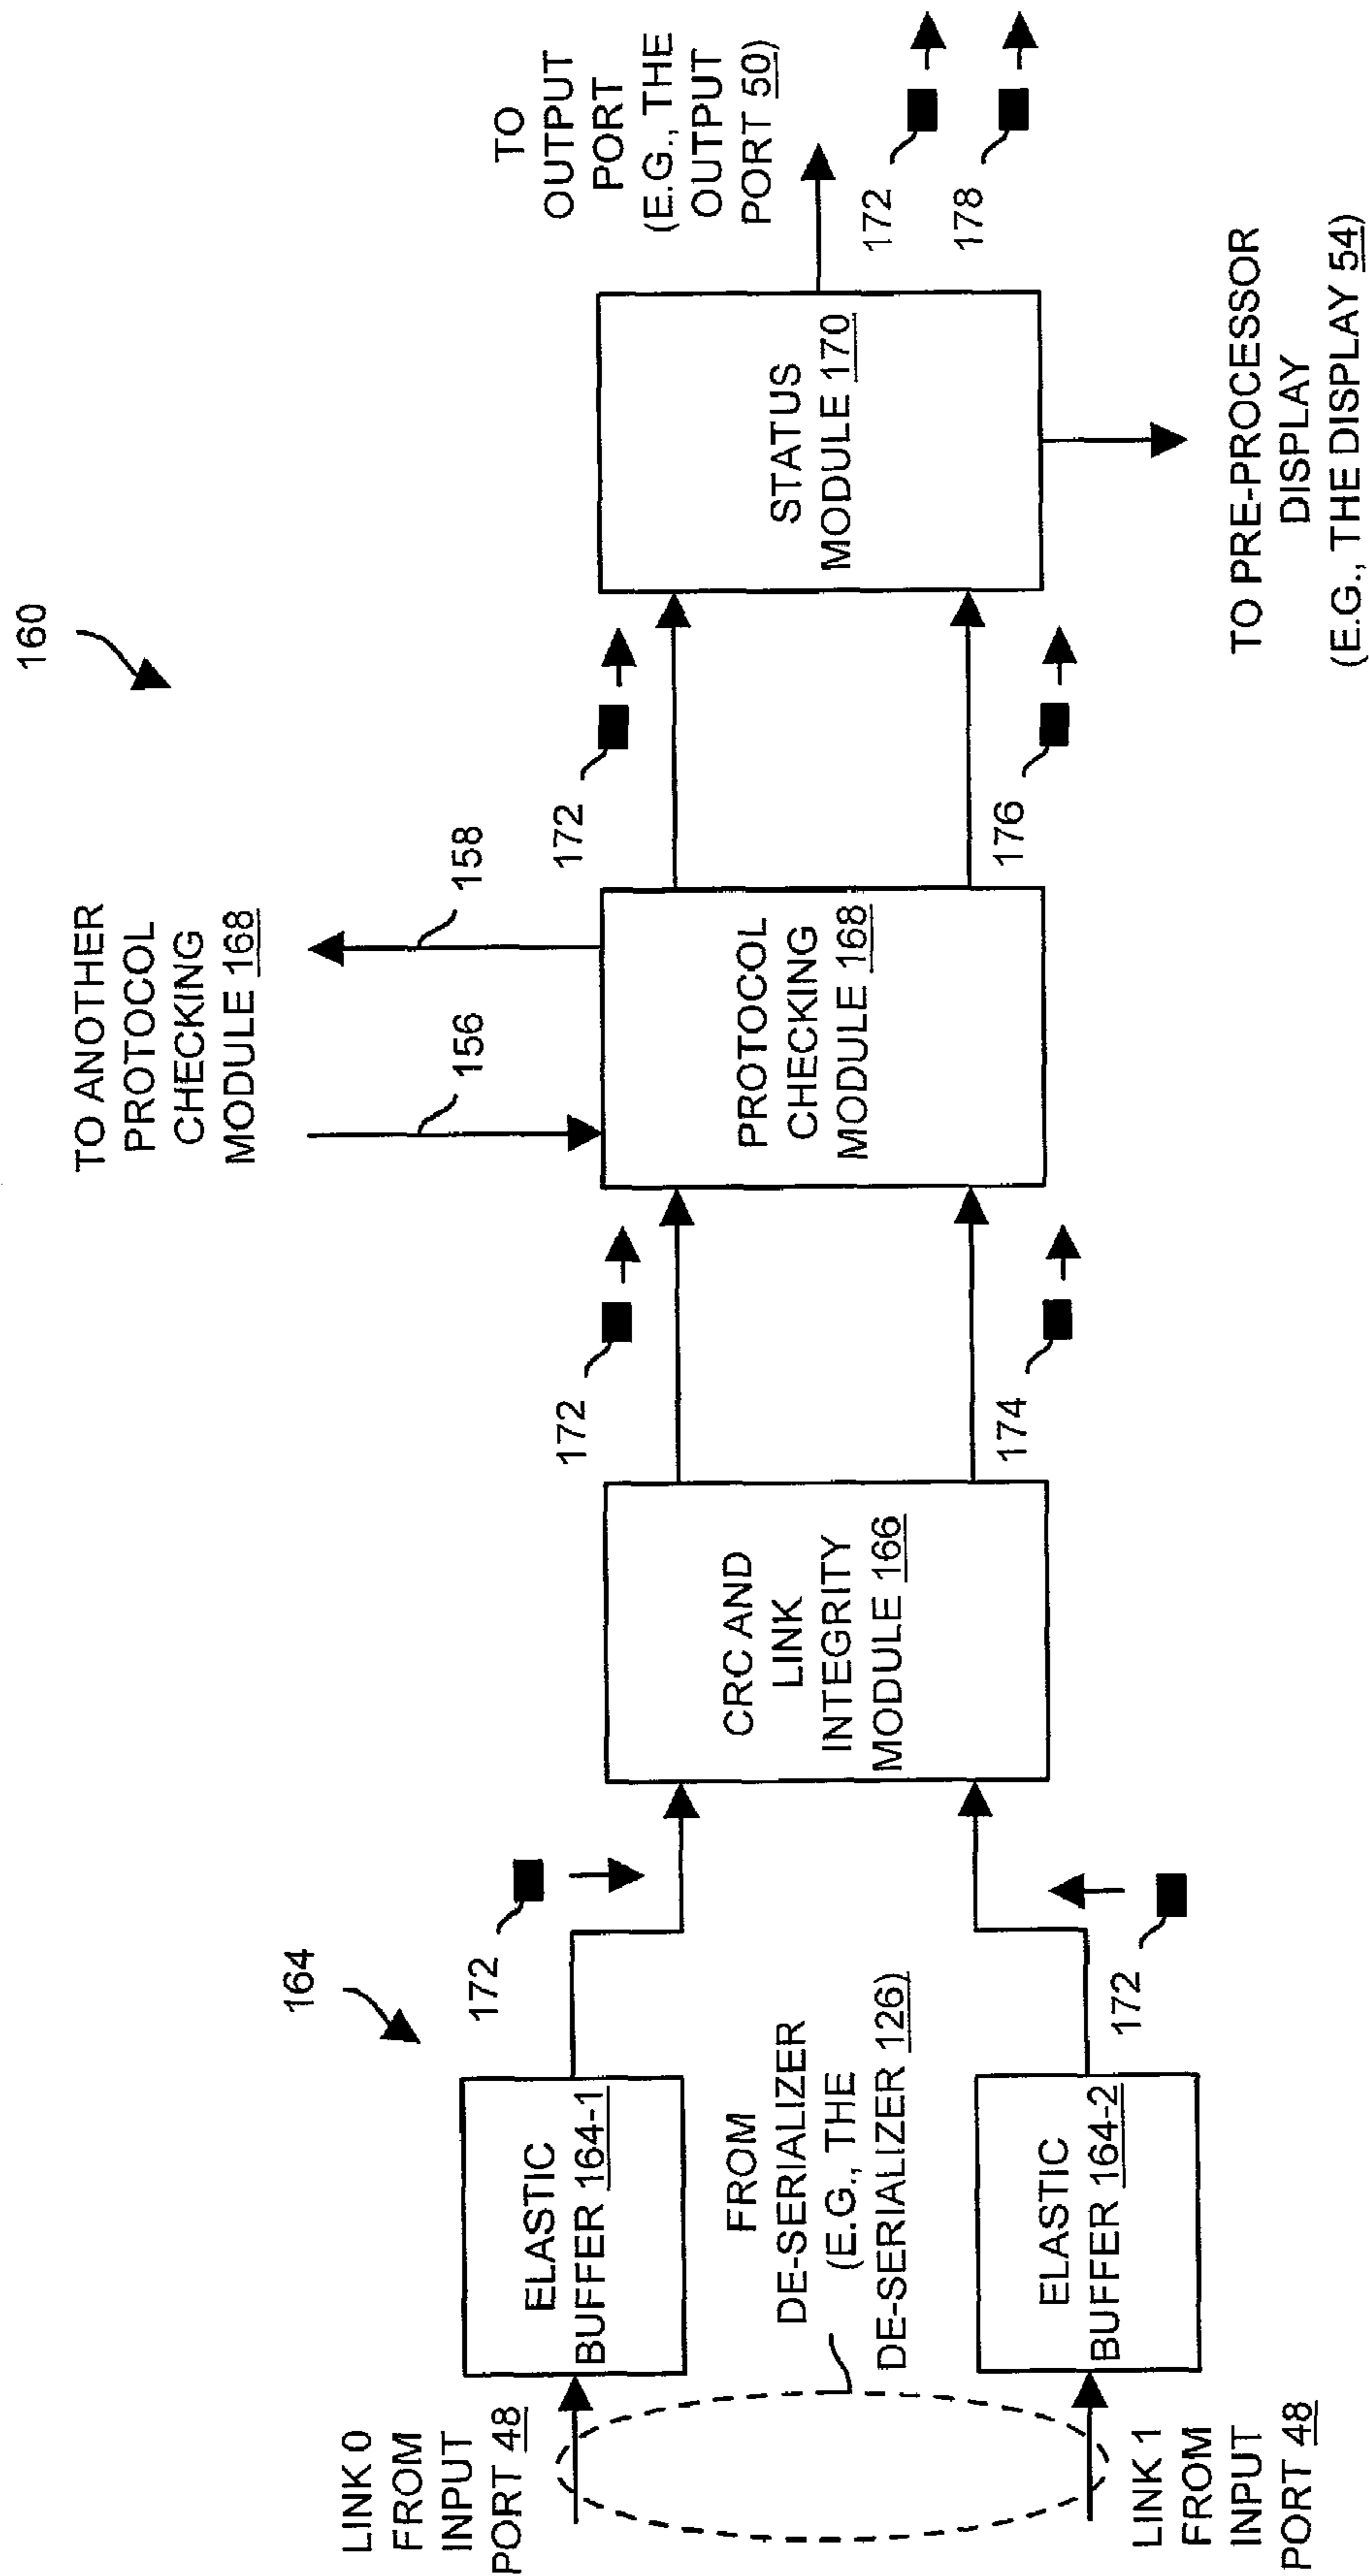 160
164
LINK 0
FROM
INPUT
PORT 48
ELASTIC
BUFFER 164-1
172
FROM
DE-SERIALIZER
(E.G., THE
DE-SERIALIZER 126)
LINK 1
FROM
INPUT
PORT 48
ELASTIC
BUFFER 164-2
172
CRC AND
LINK
INTEGRITY
MODULE 166
172
174
TO ANOTHER
PROTOCOL
CHECKING
MODULE 168
156
158
PROTOCOL
CHECKING
MODULE 168
172
176
STATUS
MODULE 170
TO
OUTPUT
PORT
(E.G., THE
OUTPUT
PORT 50)
172
178
TO PRE-PROCESSOR
DISPLAY
(E.G., THE DISPLAY 54)